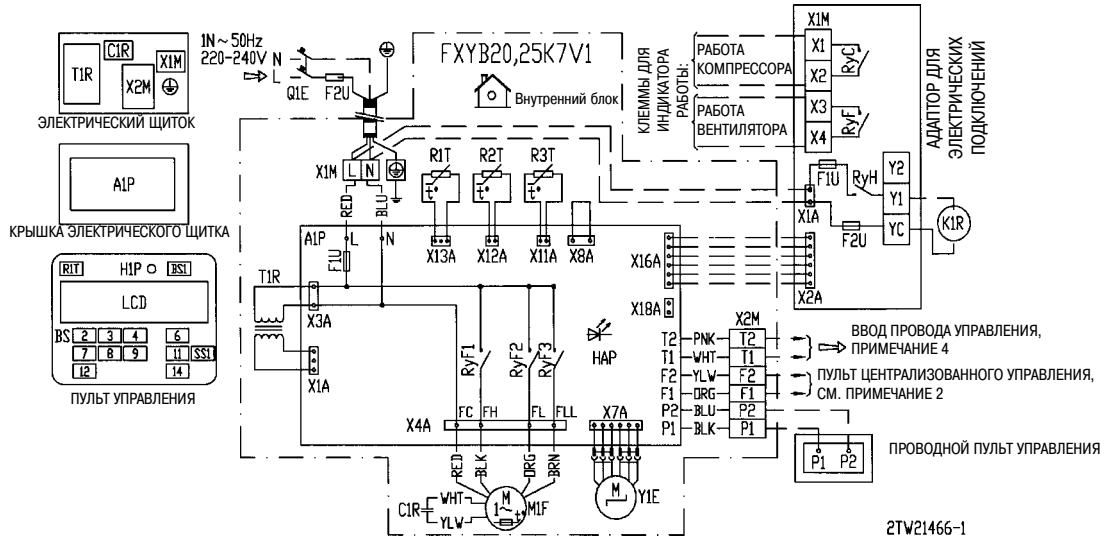 1N~50Hz
220-240V
N
L
Q1E
F2U
FXYB20,25K7V1
Внутренний блок
T1R
C1R
X2M
X1M
ЭЛЕКТРИЧЕСКИЙ ЩИТОК
A1P
КРЫШКА ЭЛЕКТРИЧЕСКОГО ЩИТКА
R1T
H1P
BS1
LCD
BS 2 3 4 6
7 8 9 11 SS1
12 14
ПУЛЬТ УПРАВЛЕНИЯ
X1M
L N
RED
BLU
R1T
R2T
R3T
t°
t°
t°
X13A
X12A
X11A
X8A
A1P
L
N
F1U
T1R
X3A
X1A
RyF1
RyF2
RyF3
HAP
X16A
X18A
X4A
FC
FH
FL
FLL
X7A
RED
BLK
ORG
BRN
C1R
WHT
YLW
M
1~
M1F
M
Y1E
T2 PNK T2
T1 WHT T1
F2 YLW F2
F1 ORG F1
P2 BLU P2
P1 BLK P1
X2M
КЛЕММЫ ДЛЯ
ИНДИКАТОРА
РАБОТЫ:
РАБОТА
КОМПРЕССОРА
РАБОТА
ВЕНТИЛЯТОРА
X1M
X1
X2
X3
X4
RyC
RyF
F1U
RyH
Y2
Y1
YC
X1A
F2U
X2A
K1R
АДАПТОР ДЛЯ
ЭЛЕКТРИЧЕСКИХ
ПОДКЛЮЧЕНИЙ
ВВОД ПРОВОДА УПРАВЛЕНИЯ,
ПРИМЕЧАНИЕ 4
ПУЛЬТ ЦЕНТРАЛИЗОВАННОГО УПРАВЛЕНИЯ,
СМ. ПРИМЕЧАНИЕ 2
P1 P2
ПРОВОДНОЙ ПУЛЬТ УПРАВЛЕНИЯ
2TW21466-1